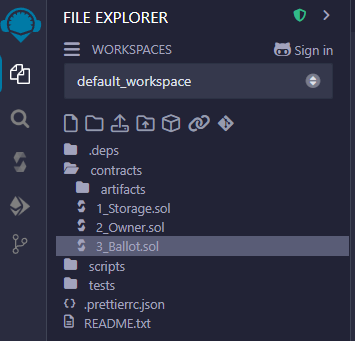 FILE EXPLORER
WORKSPACES Sign in
default_workspace
.deps
contracts
artifacts
1_Storage.sol
2_Owner.sol
3_Ballot.sol
scripts
tests
{·} .prettierrc.json
README.txt